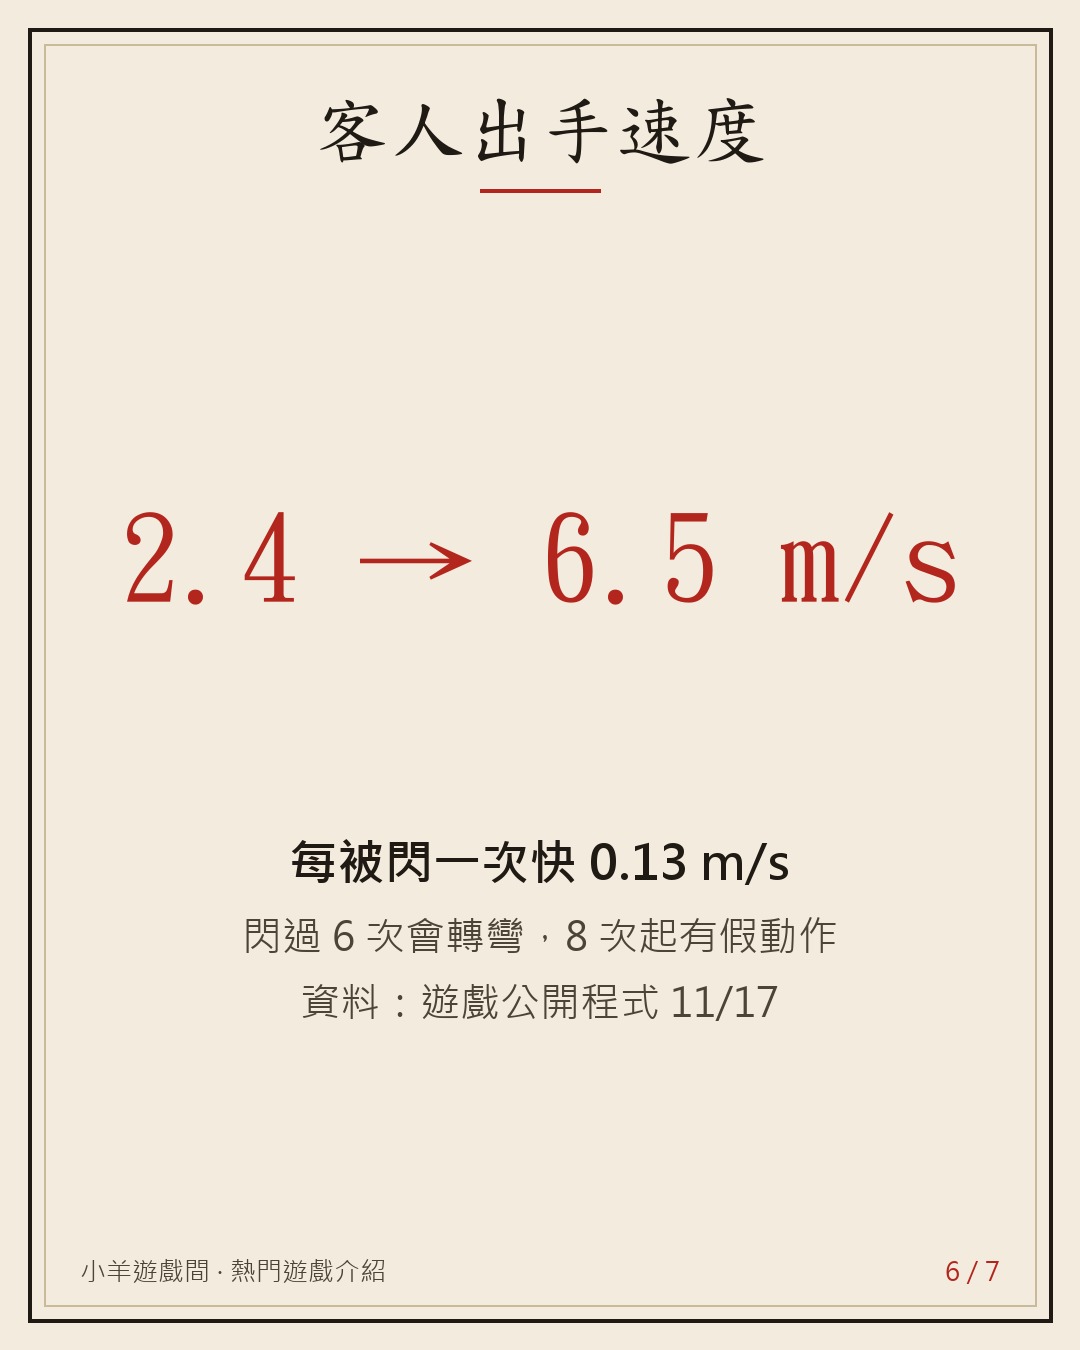 客人出手速度
2.4 → 6.5 m/s
每被閃一次快 0.13 m/s
閃過 6 次會轉彎，8 次起有假動作
資料：遊戲公開程式 11/17
小羊遊戲間 · 熱門遊戲介紹
6 / 7